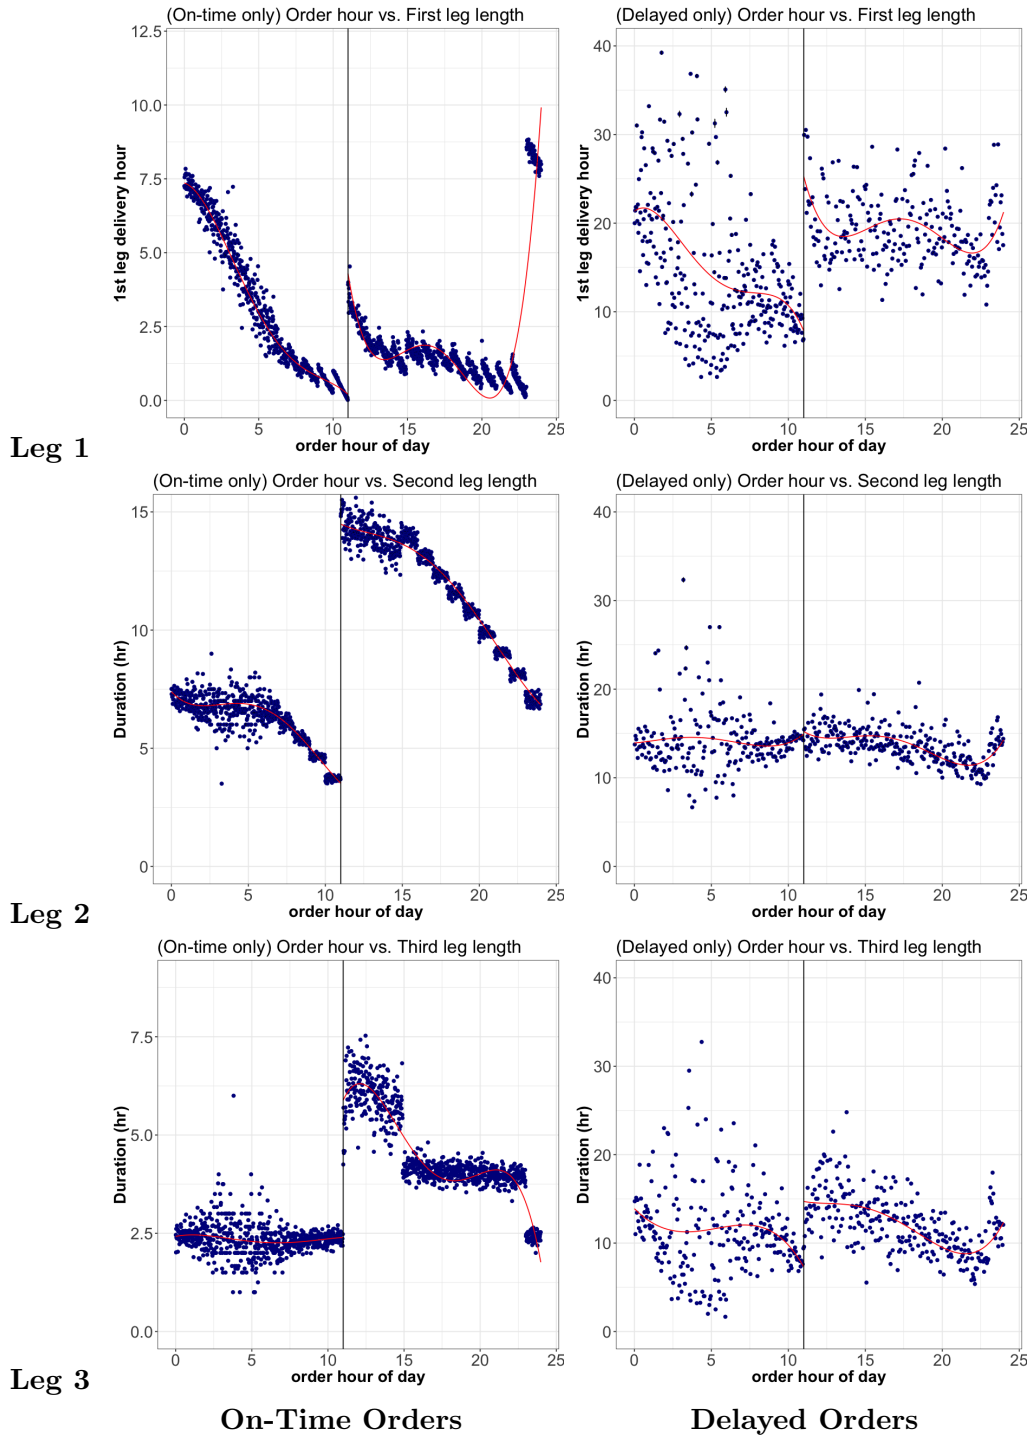 (On-time only) Order hour vs. First leg length
12.5
10.0
7.5
5.0
2.5
0.0
1st leg delivery hour
0 5 10 15 20 25
order hour of day
(Delayed only) Order hour vs. First leg length
40
30
20
10
0
1st leg delivery hour
0 5 10 15 20 25
order hour of day
Leg 1
(On-time only) Order hour vs. Second leg length
15
10
5
0
Duration (hr)
0 5 10 15 20 25
order hour of day
(Delayed only) Order hour vs. Second leg length
40
30
20
10
0
Duration (hr)
0 5 10 15 20 25
order hour of day
Leg 2
(On-time only) Order hour vs. Third leg length
7.5
5.0
2.5
0.0
Duration (hr)
0 5 10 15 20 25
order hour of day
(Delayed only) Order hour vs. Third leg length
40
30
20
10
0
Duration (hr)
0 5 10 15 20 25
order hour of day
Leg 3
On-Time Orders
Delayed Orders